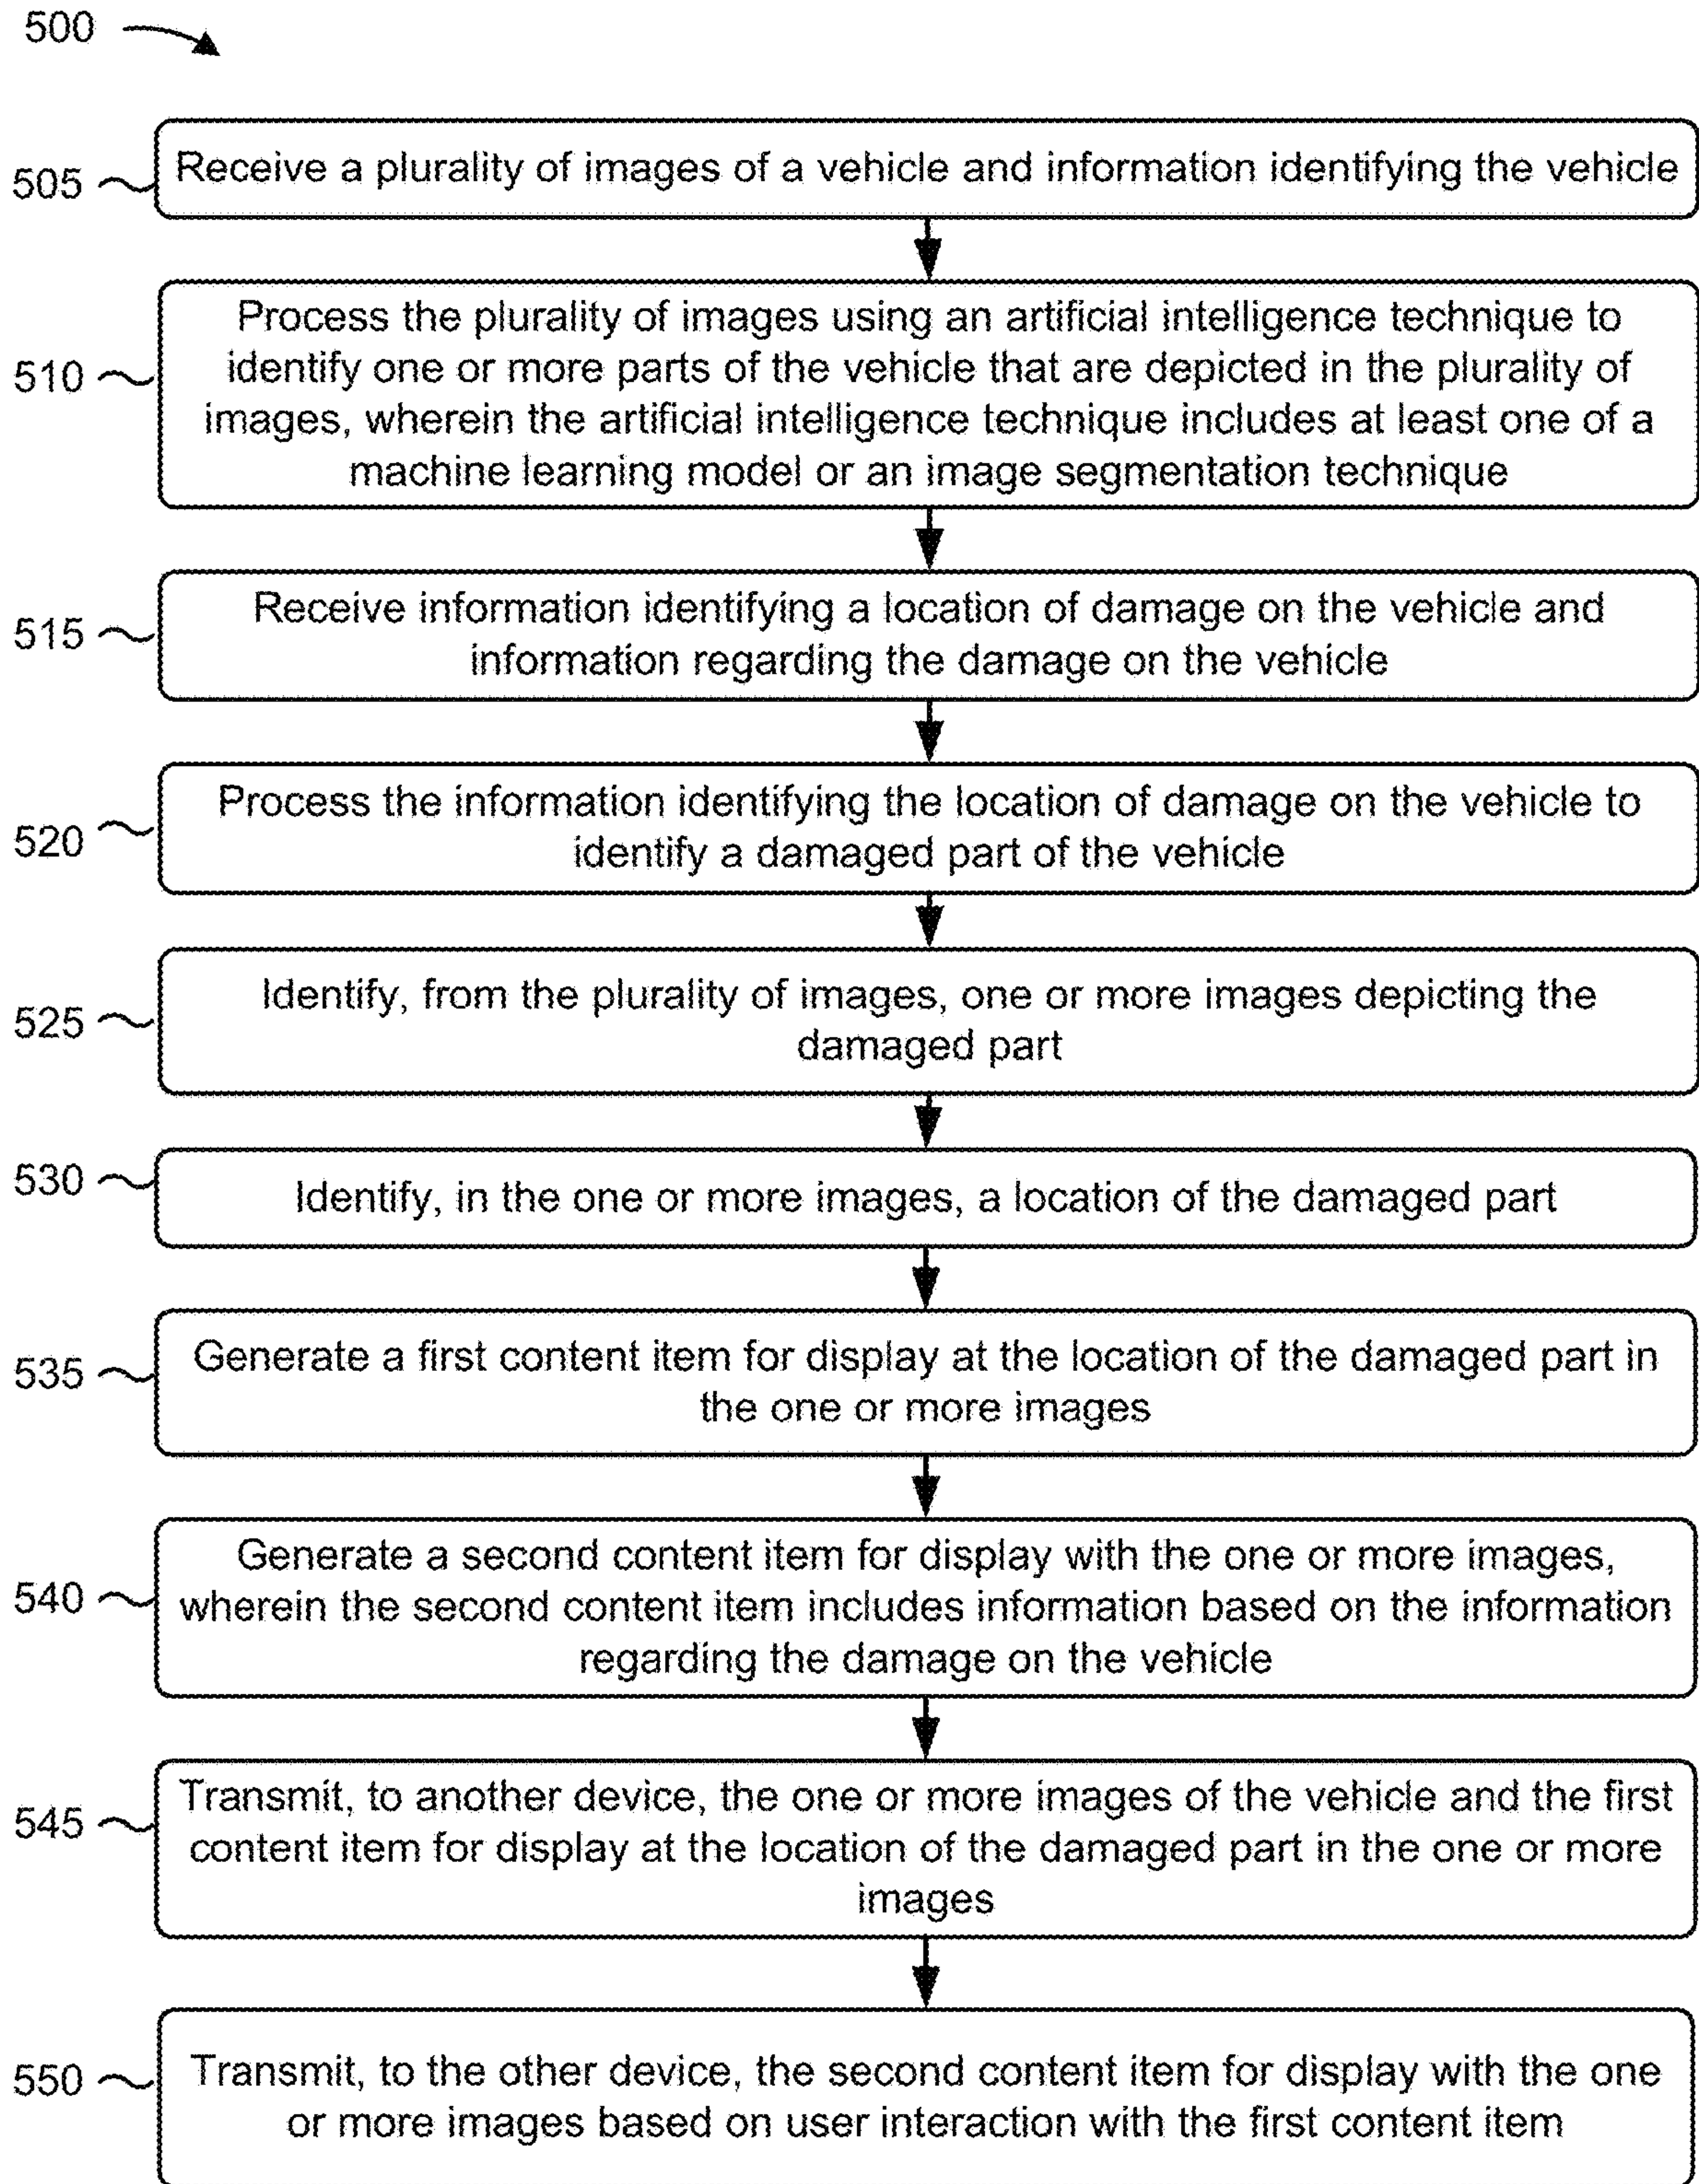 500
505
Receive a plurality of images of a vehicle and information identifying the vehicle
510
Process the plurality of images using an artificial intelligence technique to
identify one or more parts of the vehicle that are depicted in the plurality of
images, wherein the artificial intelligence technique includes at least one of a
machine learning model or an image segmentation technique
515
Receive information identifying a location of damage on the vehicle and
information regarding the damage on the vehicle
520
Process the information identifying the location of damage on the vehicle to
identify a damaged part of the vehicle
525
Identify, from the plurality of images, one or more images depicting the
damaged part
530
Identify, in the one or more images, a location of the damaged part
535
Generate a first content item for display at the location of the damaged part in
the one or more images
540
Generate a second content item for display with the one or more images,
wherein the second content item includes information based on the information
regarding the damage on the vehicle
545
Transmit, to another device, the one or more images of the vehicle and the first
content item for display at the location of the damaged part in the one or more
images
550
Transmit, to the other device, the second content item for display with the one
or more images based on user interaction with the first content item